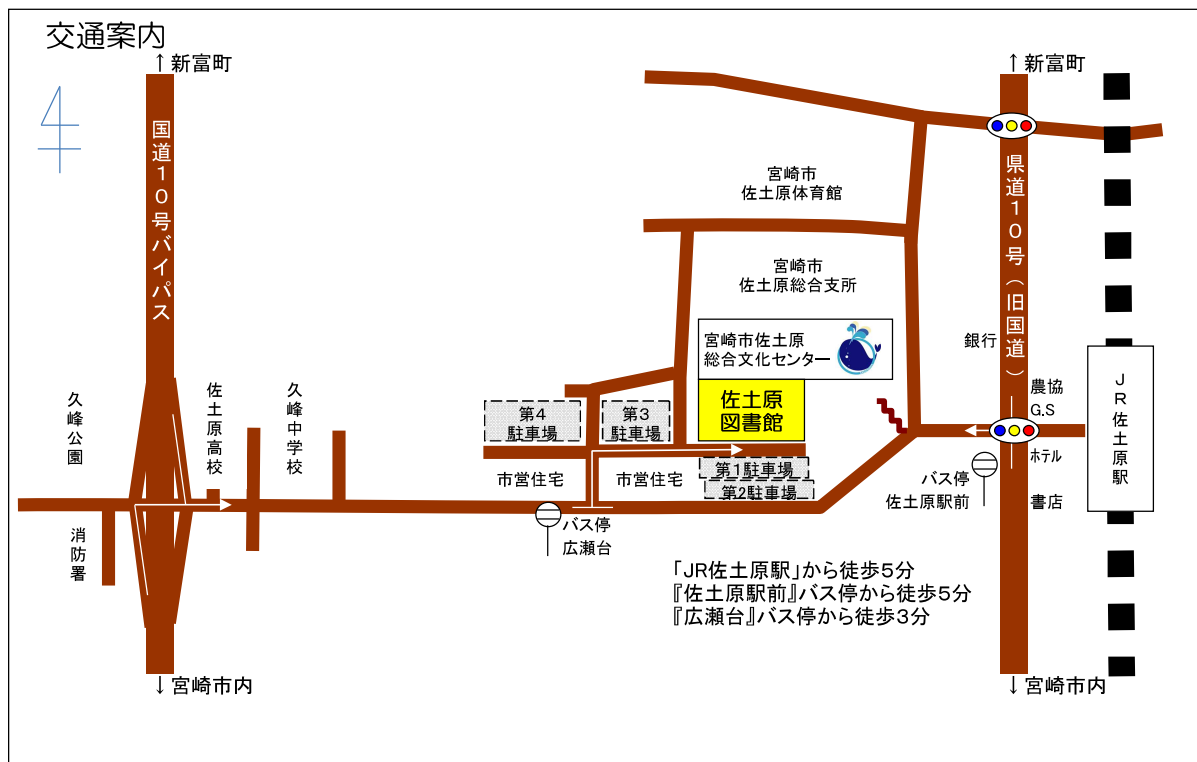 交通案内
↑新富町
↑新富町
国道10号バイパス
県道10号(旧国道)
宮崎市
佐土原体育館
宮崎市
佐土原総合支所
宮崎市佐土原
総合文化センター
佐土原
図書館
銀行
農協
G.S
JR佐土原駅
久峰公園
佐土原高校
久峰中学校
第4
駐車場
第3
駐車場
市営住宅
市営住宅
第1駐車場
第2駐車場
バス停
佐土原駅前
ホテル
書店
消防署
バス停
広瀬台
「JR佐土原駅」から徒歩5分
『佐土原駅前』バス停から徒歩5分
『広瀬台』バス停から徒歩3分
↓宮崎市内
↓宮崎市内